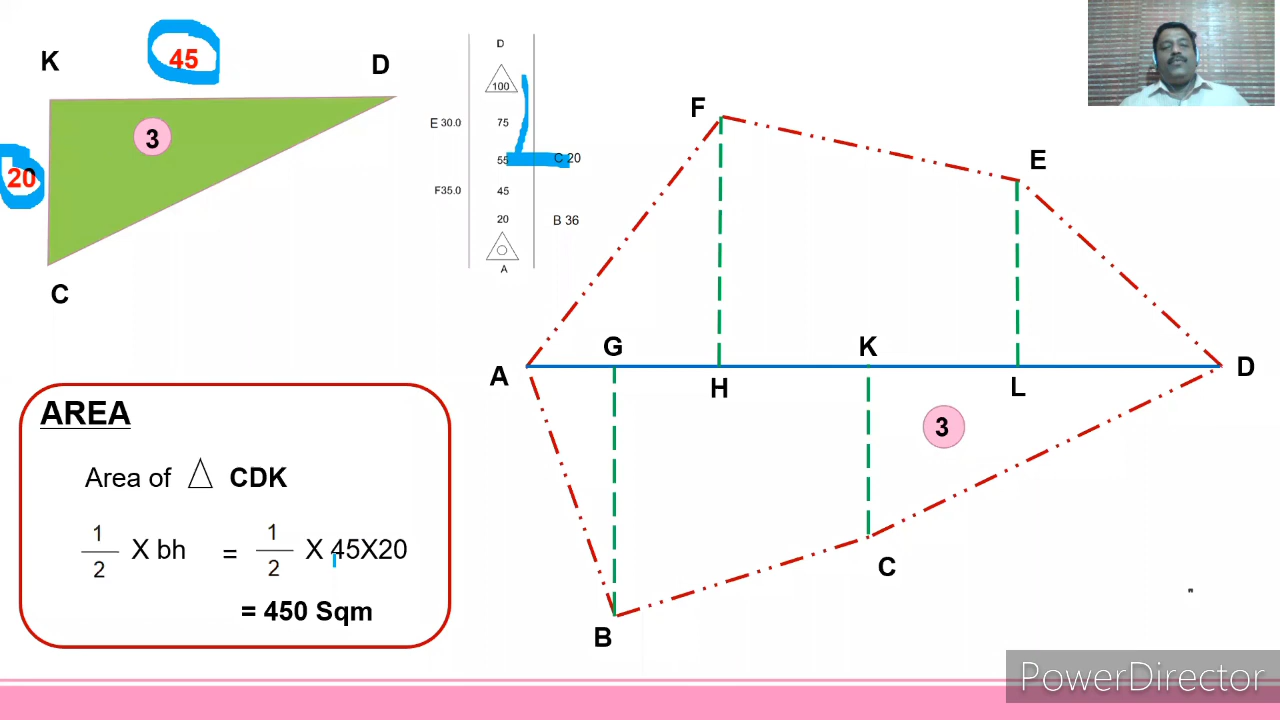 K
45
D
3
20
C
D
100
E 30.0
75
55
C 20
F35.0
45
20
B 36
A
F
E
G
K
A
H
L
D
3
C
B
AREA
Area of △ CDK
1/2 X bh = 1/2 X 45X20
= 450 Sqm
PowerDirector